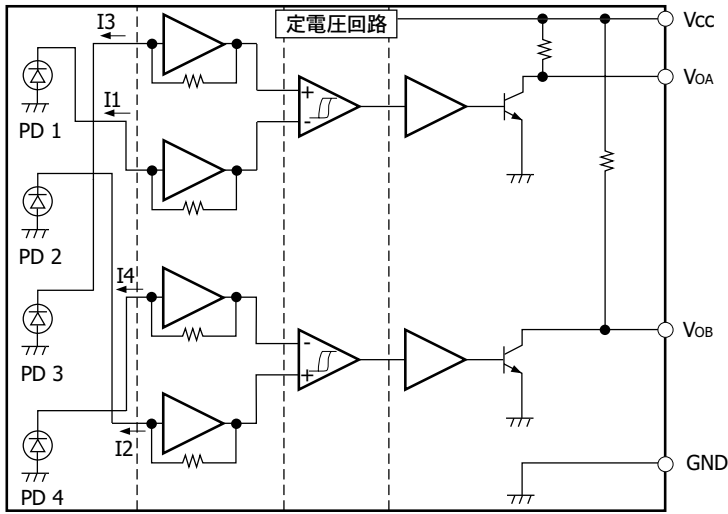 I3
定電圧回路
Vcc
I1
+
-
VOA
PD 1
PD 2
I4
PD 3
-
+
VOB
I2
PD 4
GND